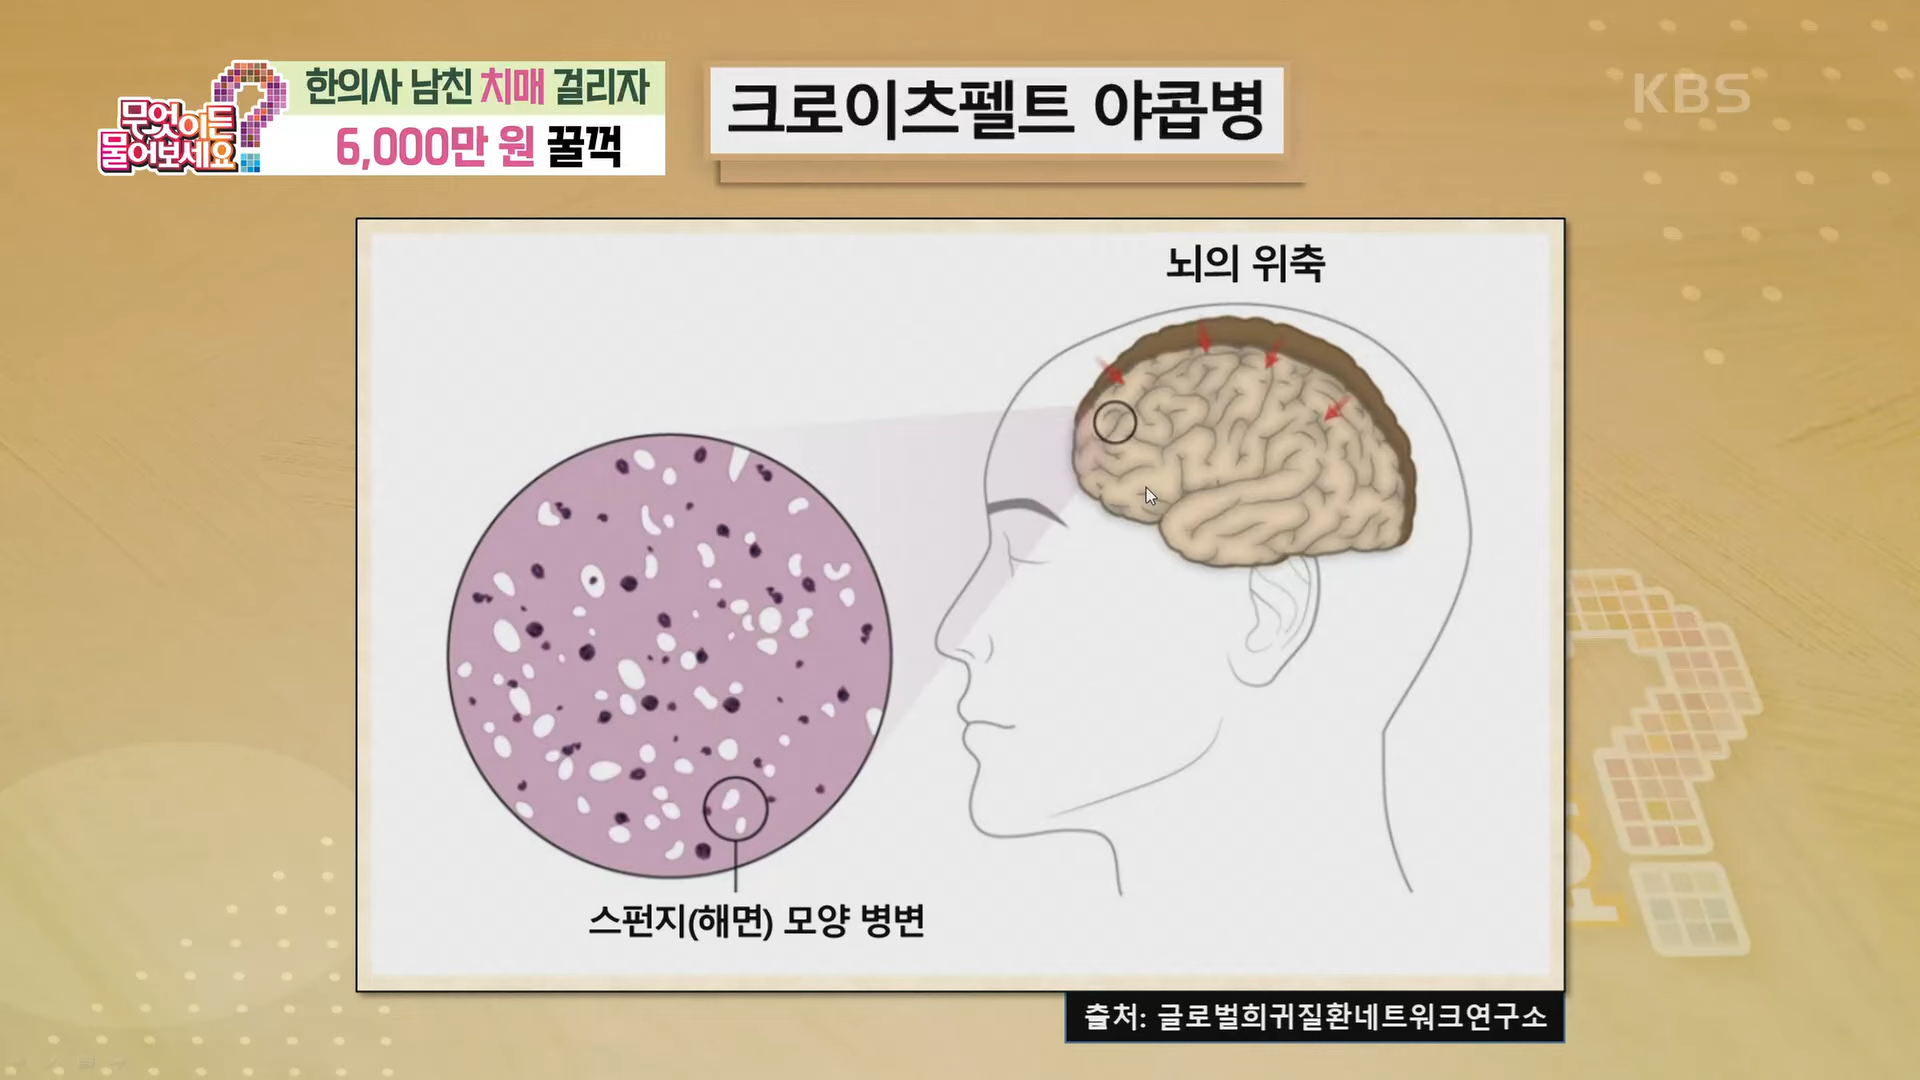 무엇이든
물어보세요
한의사 남친 치매 걸리자
6,000만 원 꿀꺽
크로이츠펠트 야콥병
KBS
뇌의 위축
스펀지(해면) 모양 병변
출처: 글로벌희귀질환네트워크연구소